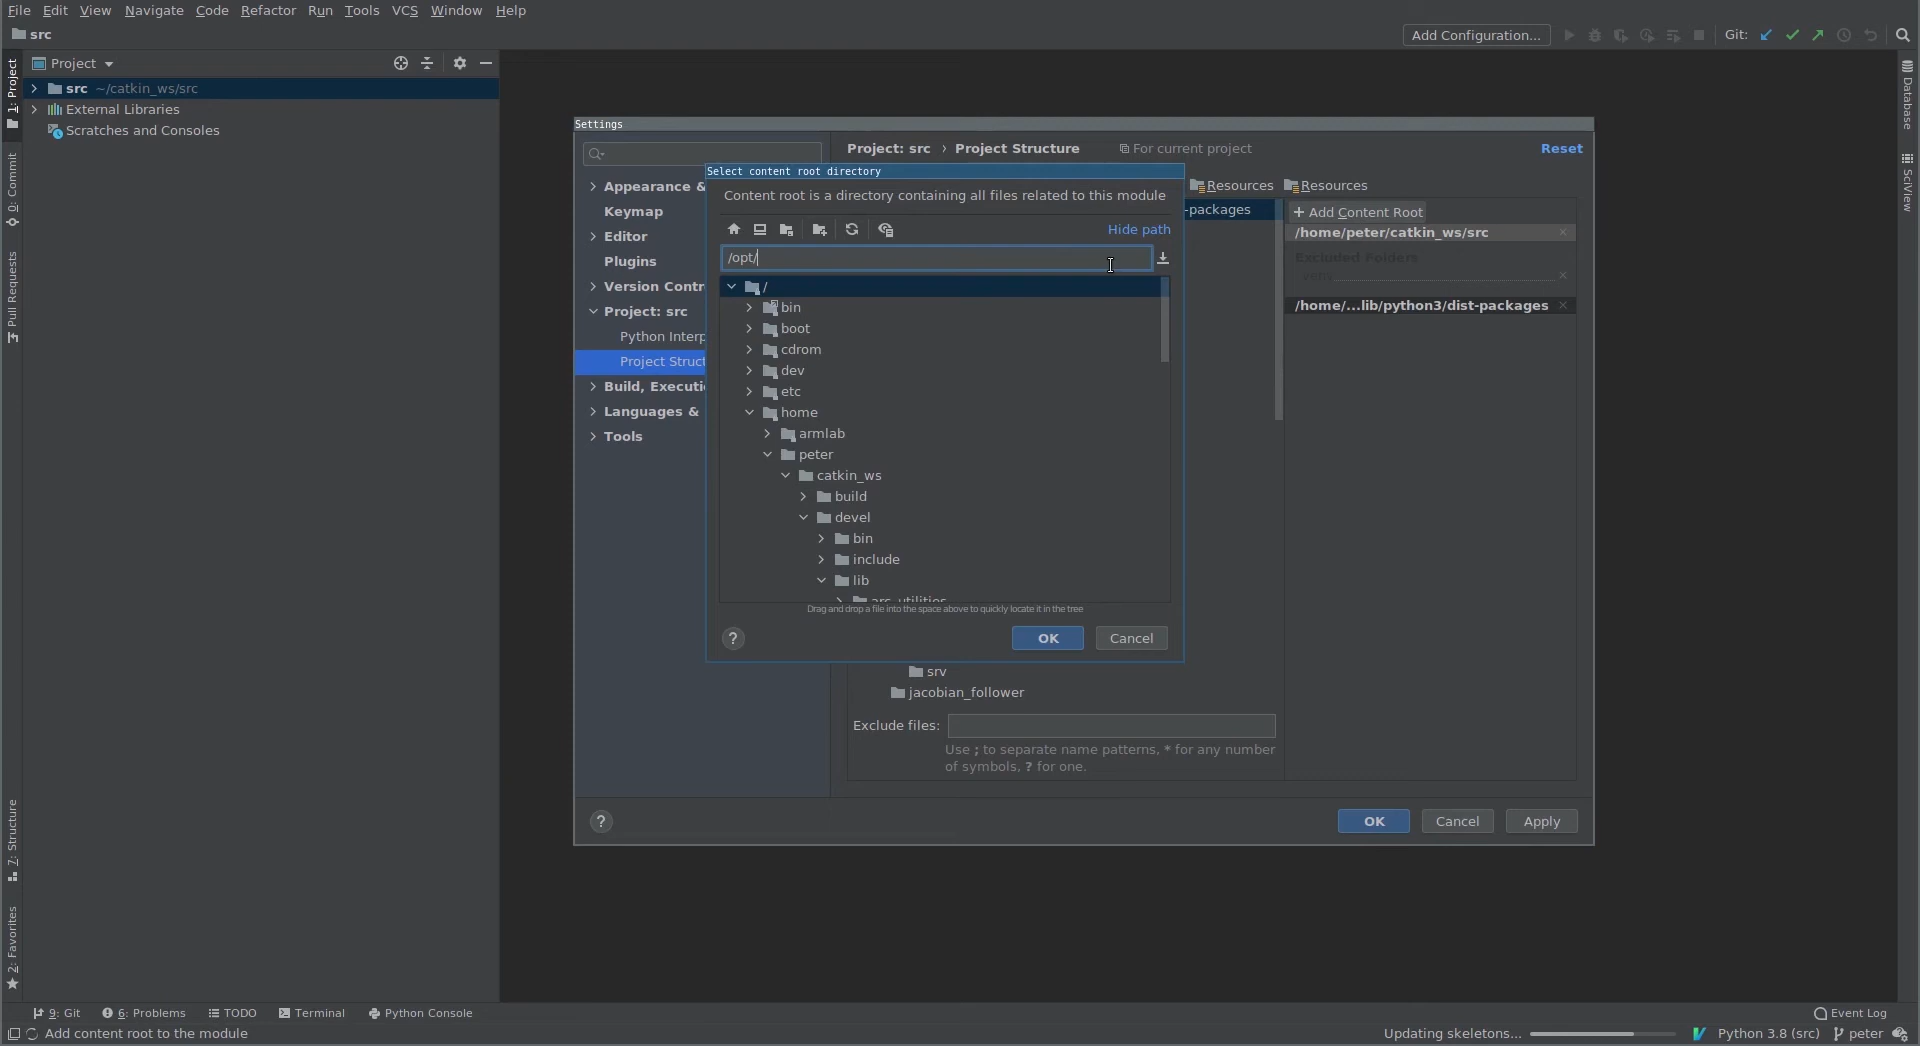 File Edit View Navigate Code Refactor Run Tools VCS Window Help
src
Add Configuration...
Git:
Project
src ~/catkin_ws/src
External Libraries
Scratches and Consoles
1: Project
0: Commit
Pull Requests
7: Structure
2: Favorites
Database
SciView
Settings
Appearance &
Keymap
Editor
Plugins
Version Contr
Project: src
Python Interp
Project Struct
Build, Executi
Languages &
Tools
Project: src › Project Structure
For current project
Reset
Resources
Resources
-packages
+ Add Content Root
/home/peter/catkin_ws/src
Excluded Folders
venv
/home/...lib/python3/dist-packages
Select content root directory
Content root is a directory containing all files related to this module
Hide path
/opt/
/
bin
boot
cdrom
dev
etc
home
armlab
peter
catkin_ws
build
devel
bin
include
lib
arc_utilities
Drag and drop a file into the space above to quickly locate it in the tree
?
OK
Cancel
srv
jacobian_follower
Exclude files:
Use ; to separate name patterns, * for any number
of symbols, ? for one.
?
OK
Cancel
Apply
9: Git
6: Problems
TODO
Terminal
Python Console
Event Log
Add content root to the module
Updating skeletons...
Python 3.8 (src)
peter